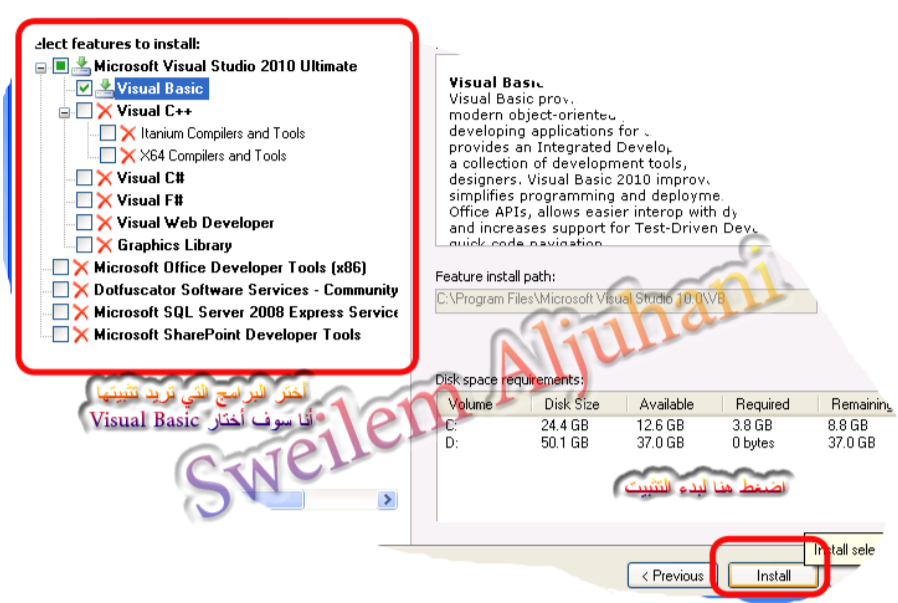 elect features to install:
Microsoft Visual Studio 2010 Ultimate
Visual Basic
Visual C++
Itanium Compilers and Tools
X64 Compilers and Tools
Visual C#
Visual F#
Visual Web Developer
Graphics Library
Microsoft Office Developer Tools (x86)
Dotfuscator Software Services - Community
Microsoft SQL Server 2008 Express Service
Microsoft SharePoint Developer Tools
أختر البرامج التي تريد تثبيتها
أنا سوف أختار Visual Basic
Visual Basic
Visual Basic prov
modern object-oriented
developing applications for
provides an Integrated Develop
a collection of development tools,
designers. Visual Basic 2010 improv
simplifies programming and deployme
Office APIs, allows easier interop with dy
and increases support for Test-Driven Deve
quick code navigation
Feature install path:
C:\Program Files\Microsoft Visual Studio 10.0\VB
Disk space requirements:
Volume Disk Size Available Required Remaining
C: 24.4 GB 12.6 GB 3.8 GB 8.8 GB
D: 50.1 GB 37.0 GB 0 bytes 37.0 GB
اضغط هنا لبدء التثبيت
Sweilem Aljuhani
Install sele
< Previous
Install